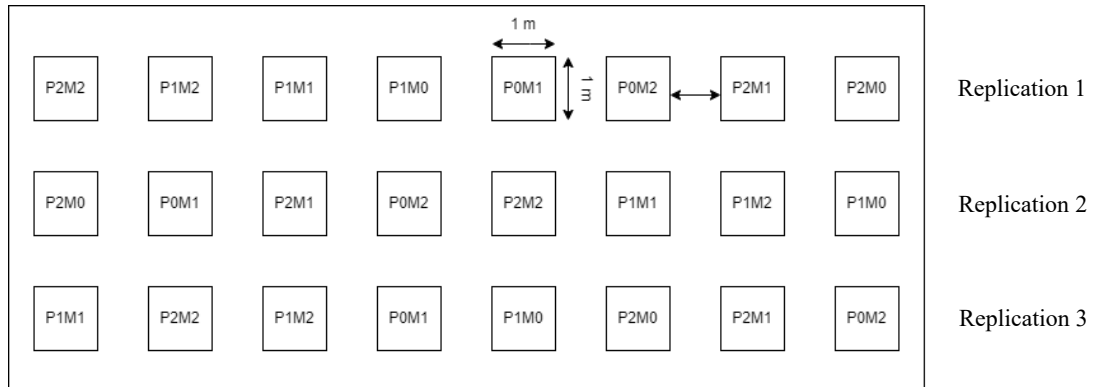 1 m
P2M2 P1M2 P1M1 P1M0 P0M1 1 m P0M2 P2M1 P2M0 Replication 1
P2M0 P0M1 P2M1 P0M2 P2M2 P1M1 P1M2 P1M0 Replication 2
P1M1 P2M2 P1M2 P0M1 P1M0 P2M0 P2M1 P0M2 Replication 3